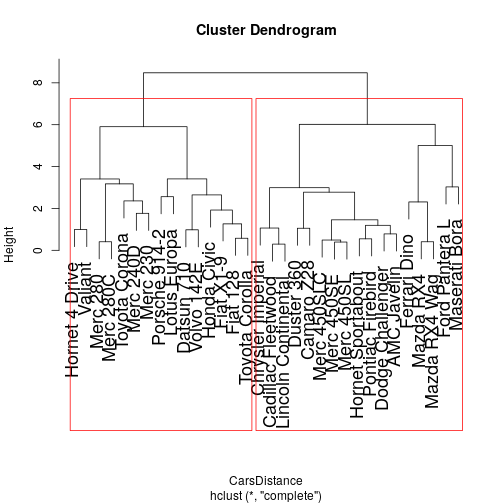 Cluster Dendrogram
Height
8
6
4
2
0
Hornet 4 Drive
Valiant
Merc 280
Merc 280C
Toyota Corona
Merc 240D
Merc 230
Porsche 914-2
Lotus Europa
Datsun 710
Volvo 142E
Honda Civic
Fiat X1-9
Fiat 128
Toyota Corolla
Chrysler Imperial
Cadillac Fleetwood
Lincoln Continental
Duster 360
Camaro Z28
Merc 450SLC
Merc 450SE
Merc 450SL
Hornet Sportabout
Pontiac Firebird
Dodge Challenger
AMC Javelin
Ferrari Dino
Mazda RX4
Mazda RX4 Wag
Ford Pantera L
Maserati Bora
CarsDistance
hclust (*, "complete")